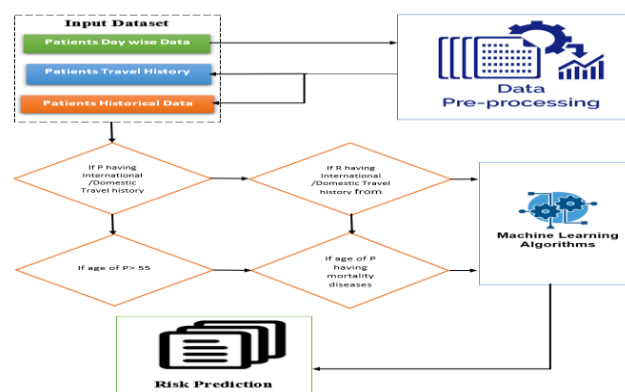 Input Dataset
Patients Day wise Data
Patients Travel History
Patients Historical Data
Data
Pre-processing
If P having
International
/Domestic
Travel history
If R having
International
/Domestic Travel
history from
Machine Learning
Algorithms
If age of P> 55
If age of P
having
mortality
diseases
Risk Prediction